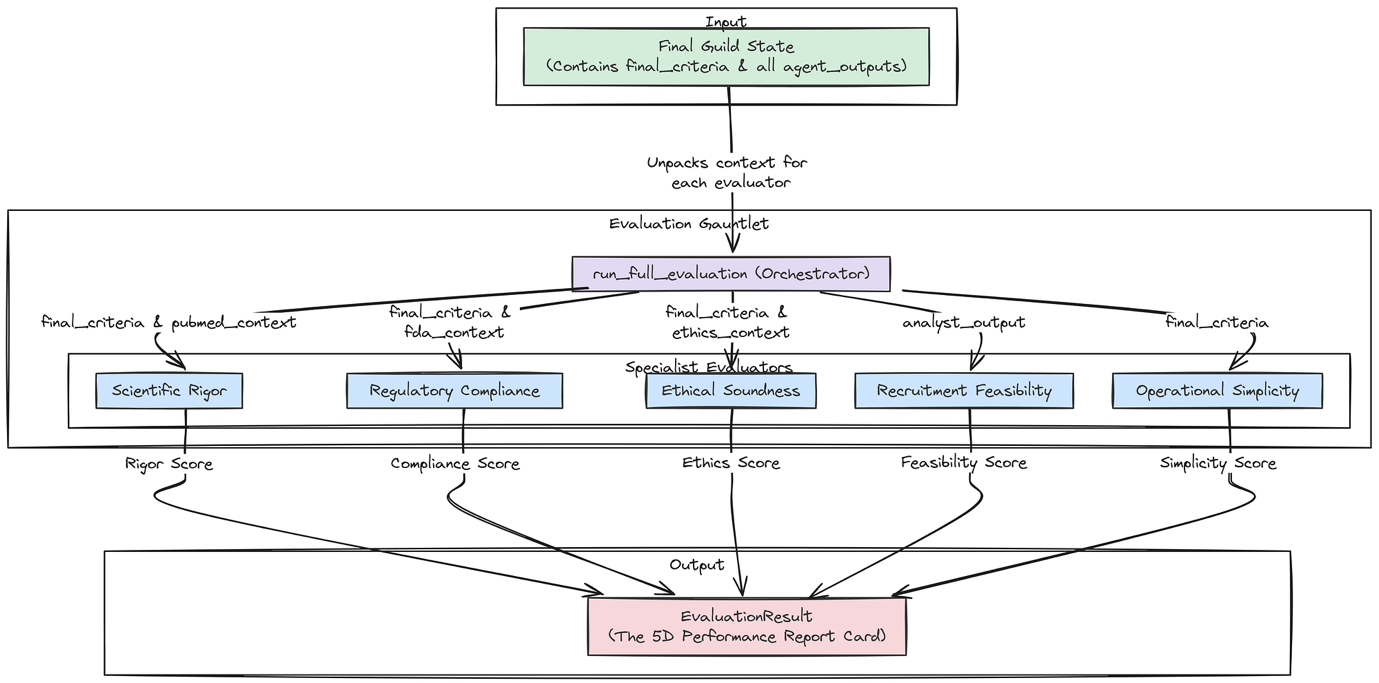 Input
Final Guild State
(Contains final_criteria & all agent_outputs)
Unpacks context for
each evaluator
Evaluation Gauntlet
run_full_evaluation (Orchestrator)
final_criteria & pubmed_context
final_criteria &
fda_context
final_criteria &
ethics_context
analyst_output
final_criteria
Specialist Evaluators
Scientific Rigor
Regulatory Compliance
Ethical Soundness
Recruitment Feasibility
Operational Simplicity
Rigor Score
Compliance Score
Ethics Score
Feasibility Score
Simplicity Score
Output
EvaluationResult
(The 5D Performance Report Card)